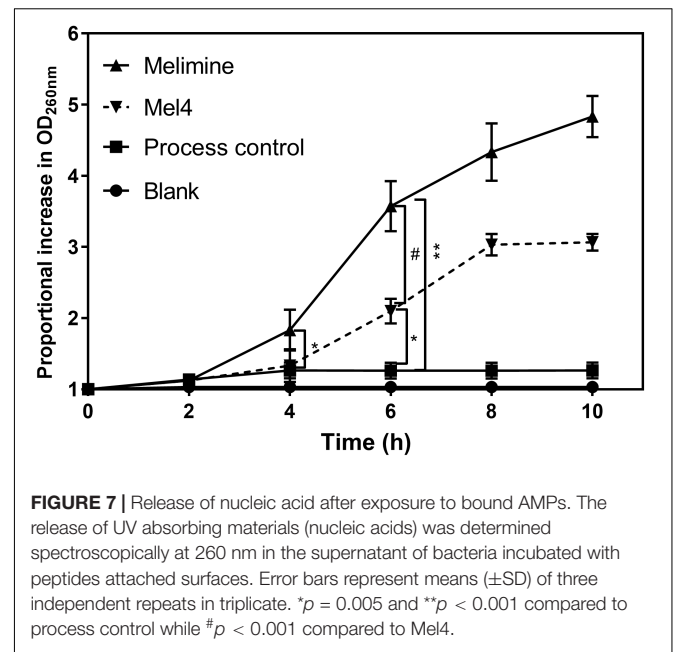 6
5
4
3
2
1
Proportional increase in OD260nm
Melimine
Mel4
Process control
Blank
*
#
**
*
0 2 4 6 8 10
Time (h)
FIGURE 7 | Release of nucleic acid after exposure to bound AMPs. The
release of UV absorbing materials (nucleic acids) was determined
spectroscopically at 260 nm in the supernatant of bacteria incubated with
peptides attached surfaces. Error bars represent means (±SD) of three
independent repeats in triplicate. *p = 0.005 and **p < 0.001 compared to
process control while #p < 0.001 compared to Mel4.